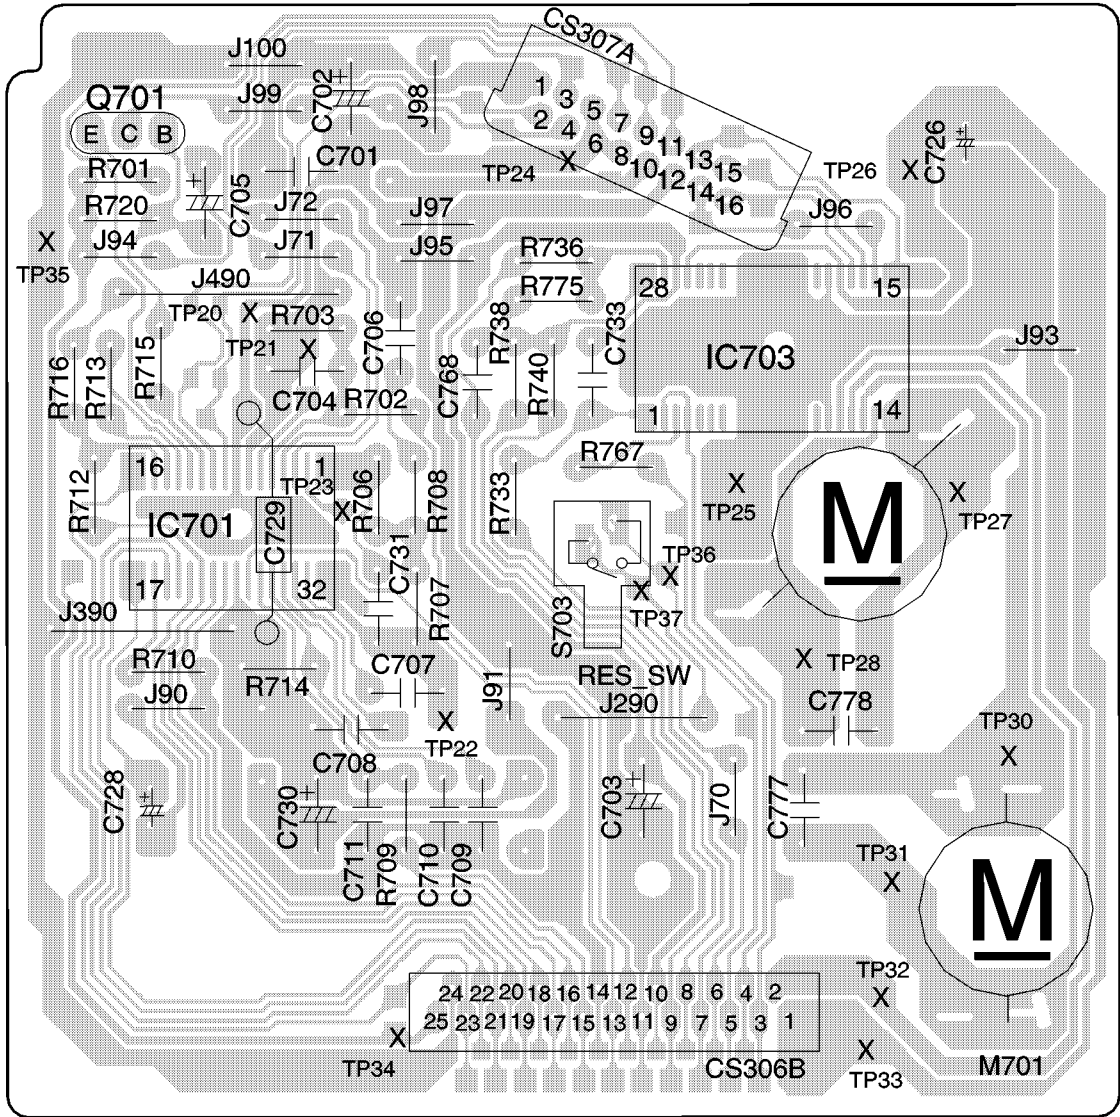 CS307A
J100
C702
+
J98
J99
Q701
E C B
1 3 5 7 9 11 13 15
2 4 6 8 10 12 14 16
C726
+
C701
TP24 X
TP26 X
R701
+
C705
R720
J72
J97
J96
X
TP35
J94
J71
J95
R736
J490
R775
28
15
TP20 X
R703
C706
R738
C733
TP21 X
IC703
J93
R716
R713
R715
C768
R740
C704
R702
1
14
16
1
R767
TP23 X
R712
R706
R708
R733
X
TP25
M
X
TP27
IC701
C729
C731
TP36
X
X
TP37
17
32
R707
S703
J390
R710
R714
C707
J91
RES_SW
X TP28
J90
J290
C778
X
TP22
TP30
X
C708
C728
+
C730
+
C703
+
J70
C777
C711
R709
C710
C709
TP31
X
M
TP32
X
24 22 20 18 16 14 12 10 8 6 4 2
25 23 21 19 17 15 13 11 9 7 5 3 1
X
TP34
CS306B
X
TP33
M701